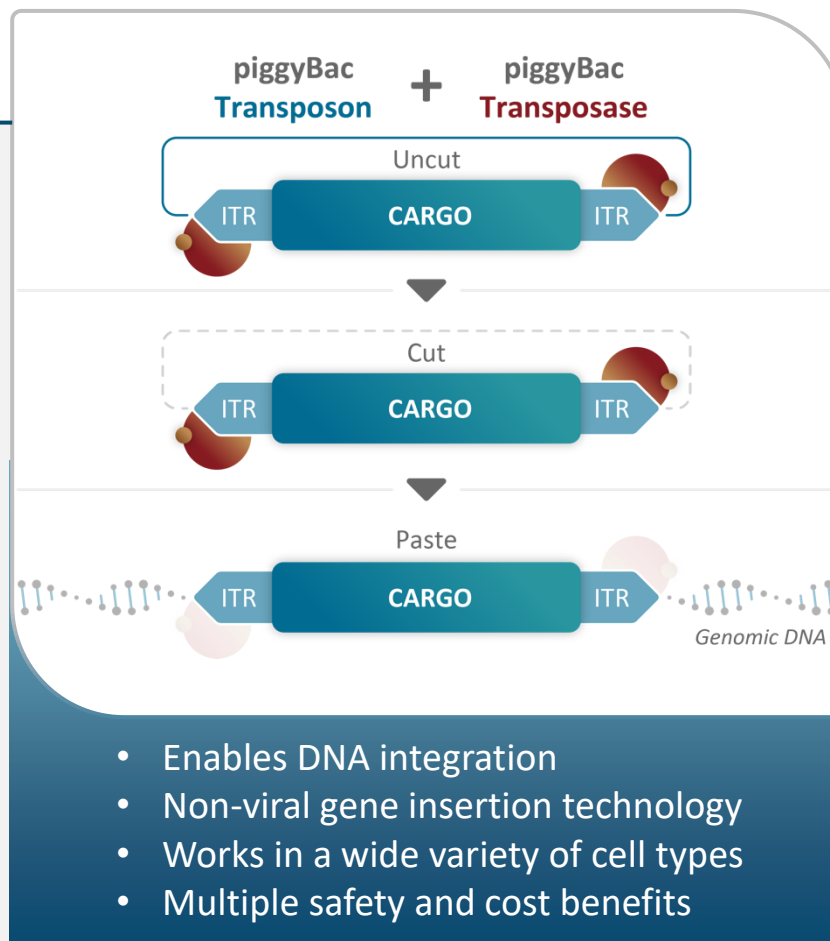 piggyBac + piggyBac
Transposon Transposase
Uncut
ITR CARGO ITR
Cut
ITR CARGO ITR
Paste
ITR CARGO ITR
Genomic DNA
• Enables DNA integration
• Non-viral gene insertion technology
• Works in a wide variety of cell types
• Multiple safety and cost benefits